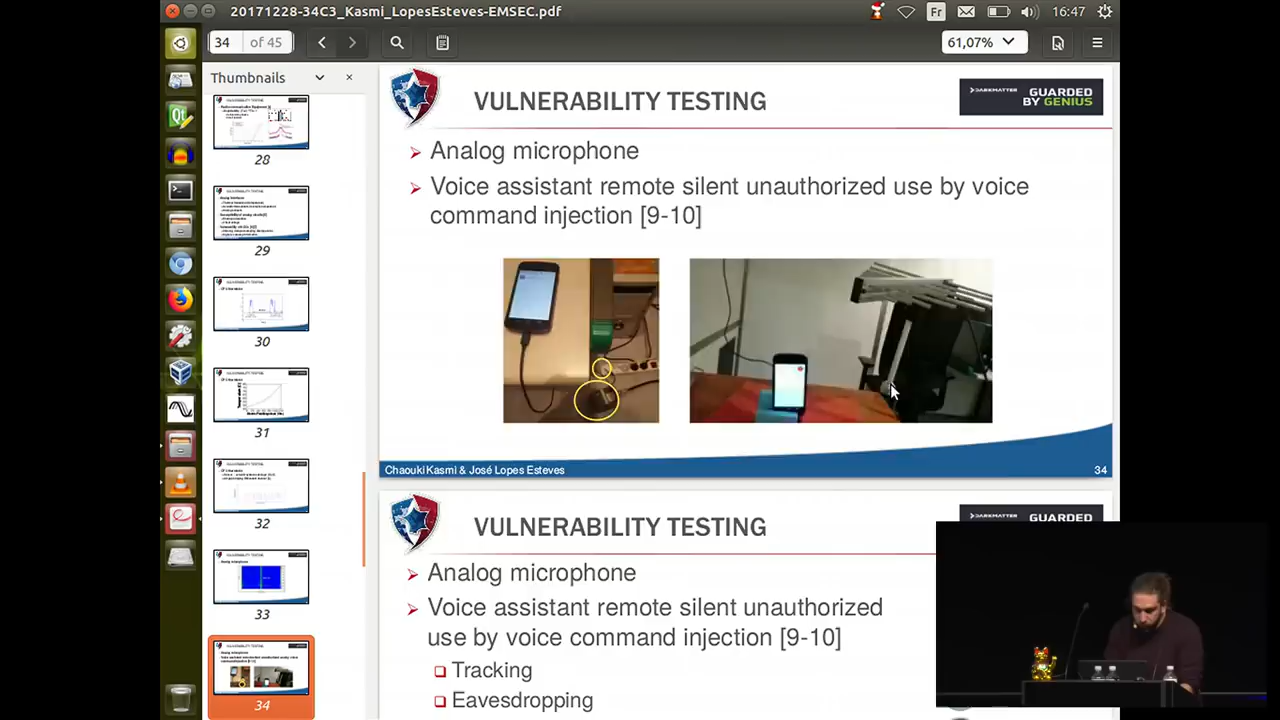 20171228-34C3_Kasmi_LopesEsteves-EMSEC.pdf
Fr
16:47
34 of 45
61,07%
Thumbnails
28
29
30
31
32
33
34
VULNERABILITY TESTING
DARKMATTER
GUARDED
BY GENIUS
Analog microphone
Voice assistant remote silent unauthorized use by voice
command injection [9-10]
Chaouki Kasmi & José Lopes Esteves
34
VULNERABILITY TESTING
DARKMATTER
GUARDED
Analog microphone
Voice assistant remote silent unauthorized
use by voice command injection [9-10]
Tracking
Eavesdropping